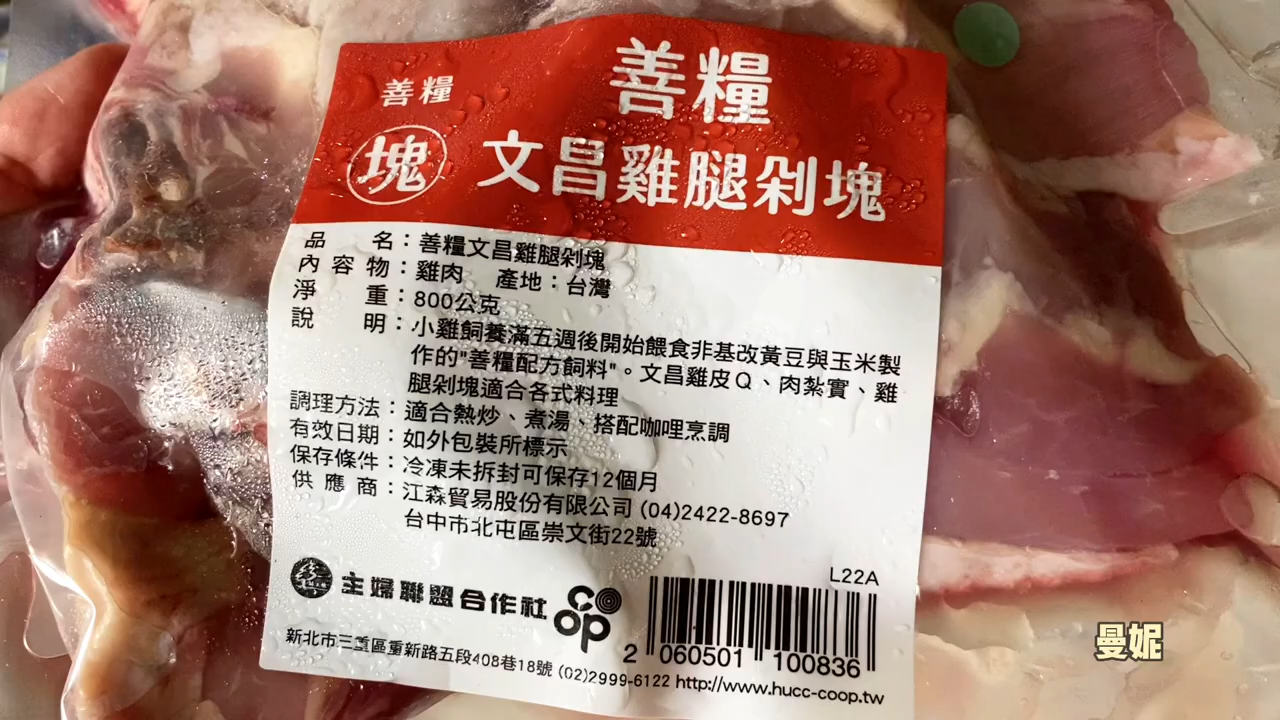 善糧
善糧
塊
文昌雞腿剁塊
品名：善糧文昌雞腿剁塊
內容物：雞肉 產地：台灣
淨重：800公克
說明：小雞飼養滿五週後開始餵食非基改黃豆與玉米製
作的"善糧配方飼料"。文昌雞皮Q、肉紮實、雞
腿剁塊適合各式料理
調理方法：適合熱炒、煮湯、搭配咖哩烹調
有效日期：如外包裝所標示
保存條件：冷凍未拆封可保存12個月
供應商：江森貿易股份有限公司 (04)2422-8697
台中市北屯區崇文街22號
L22A
主婦聯盟合作社
coop
2 060501 100836
新北市三重區重新路五段408巷18號 (02)2999-6122 http://www.hucc-coop.tw
曼妮